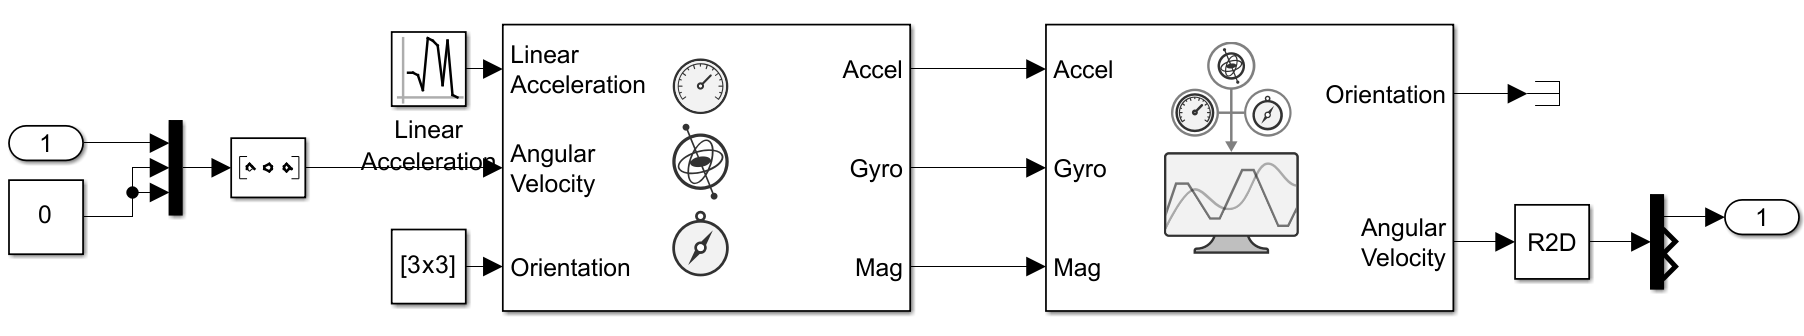 1
0
Linear
Acceleration
[3x3]
Linear
Acceleration
Angular
Velocity
Orientation
Accel
Gyro
Mag
Accel
Gyro
Mag
Orientation
Angular
Velocity
R2D
1